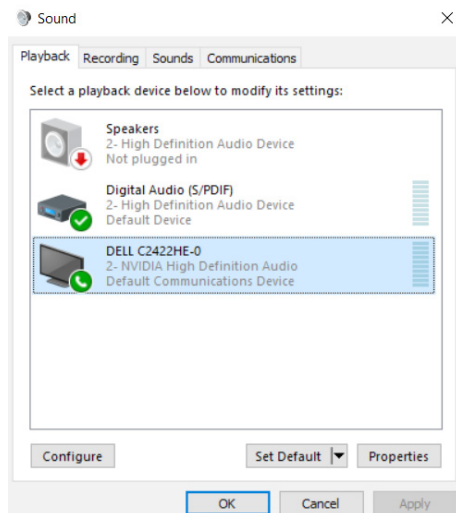 Sound
Playback Recording Sounds Communications
Select a playback device below to modify its settings:
Speakers
2- High Definition Audio Device
Not plugged in
Digital Audio (S/PDIF)
2- High Definition Audio Device
Default Device
DELL C2422HE-0
2- NVIDIA High Definition Audio
Default Communications Device
Configure Set Default Properties
OK Cancel Apply